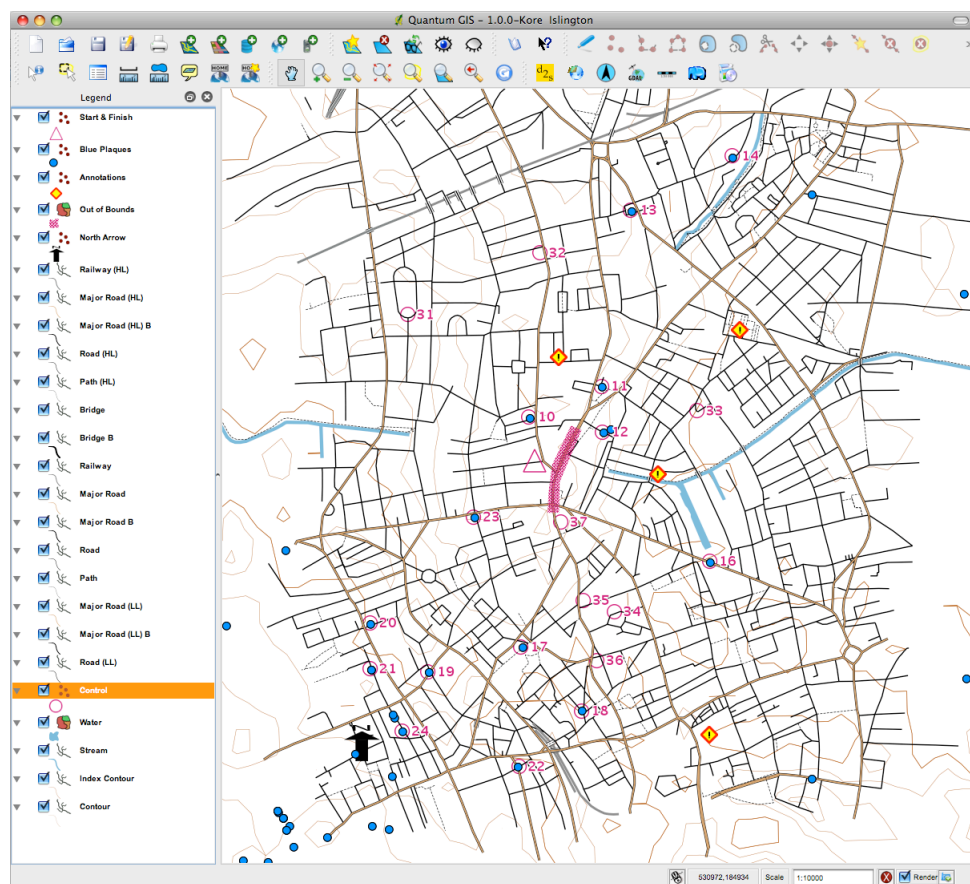 Quantum GIS - 1.0.0-Kore Islington
Legend
Start & Finish
Blue Plaques
Annotations
Out of Bounds
North Arrow
Railway (HL)
Major Road (HL)
Major Road (HL) B
Road (HL)
Path (HL)
Bridge
Bridge B
Railway
Major Road
Major Road B
Road
Path
Major Road (LL)
Major Road (LL) B
Road (LL)
Control
Water
Stream
Index Contour
Contour
14
13
32
31
11
10
33
12
23
37
16
35
34
20
17
36
21
19
18
24
22
530972,184934 Scale 1:10000 Render